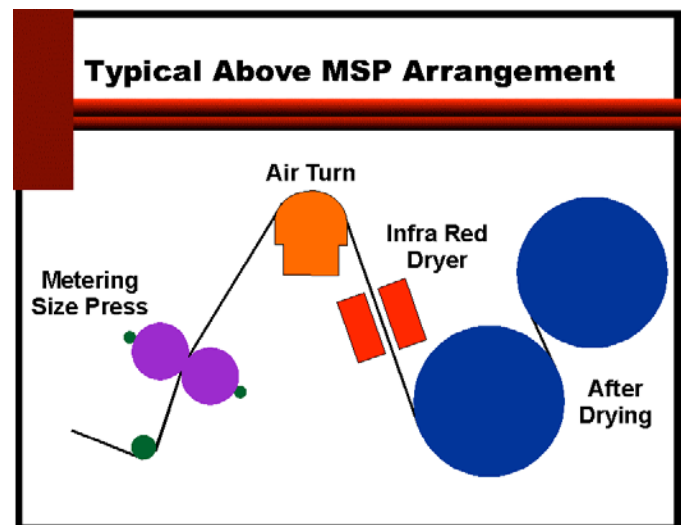 Typical Above MSP Arrangement
Air Turn
Infra Red
Dryer
Metering
Size Press
After
Drying